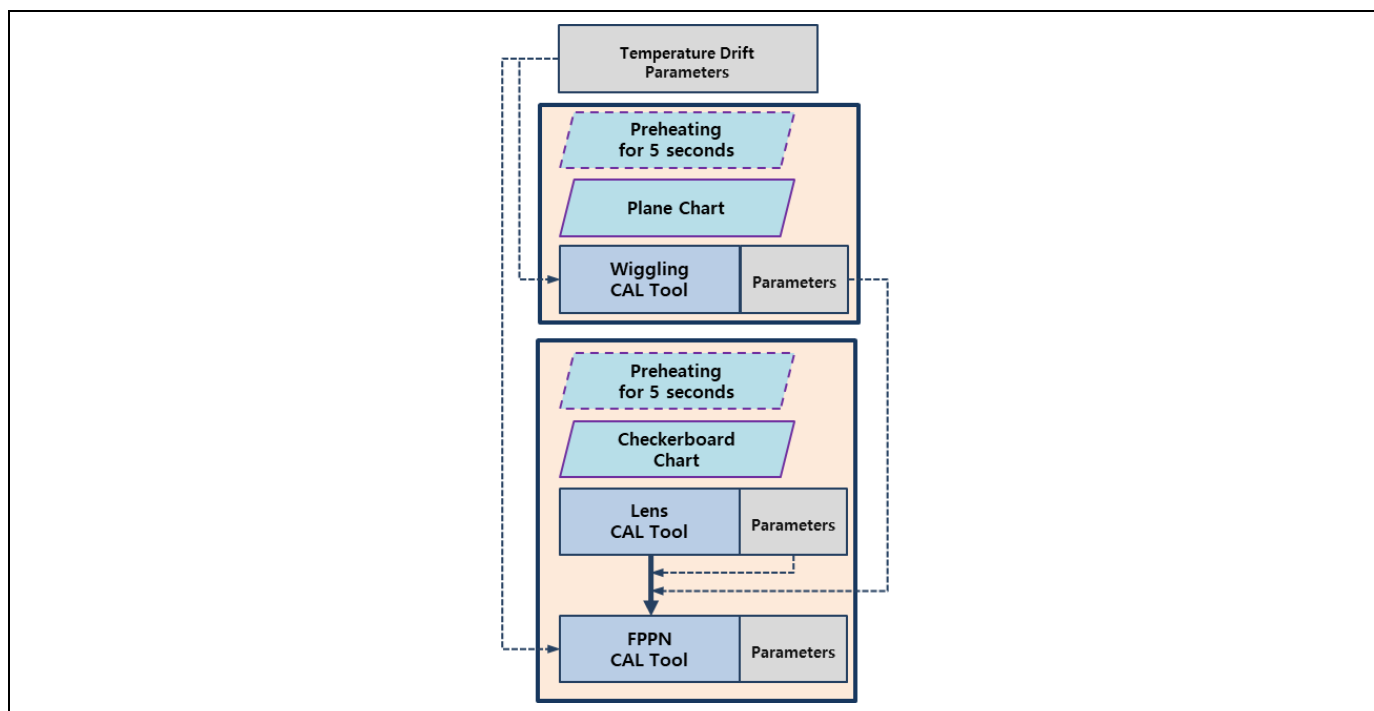 Temperature Drift
Parameters
Preheating
for 5 seconds
Plane Chart
Wiggling
CAL Tool
Parameters
Preheating
for 5 seconds
Checkerboard
Chart
Lens
CAL Tool
Parameters
FPPN
CAL Tool
Parameters